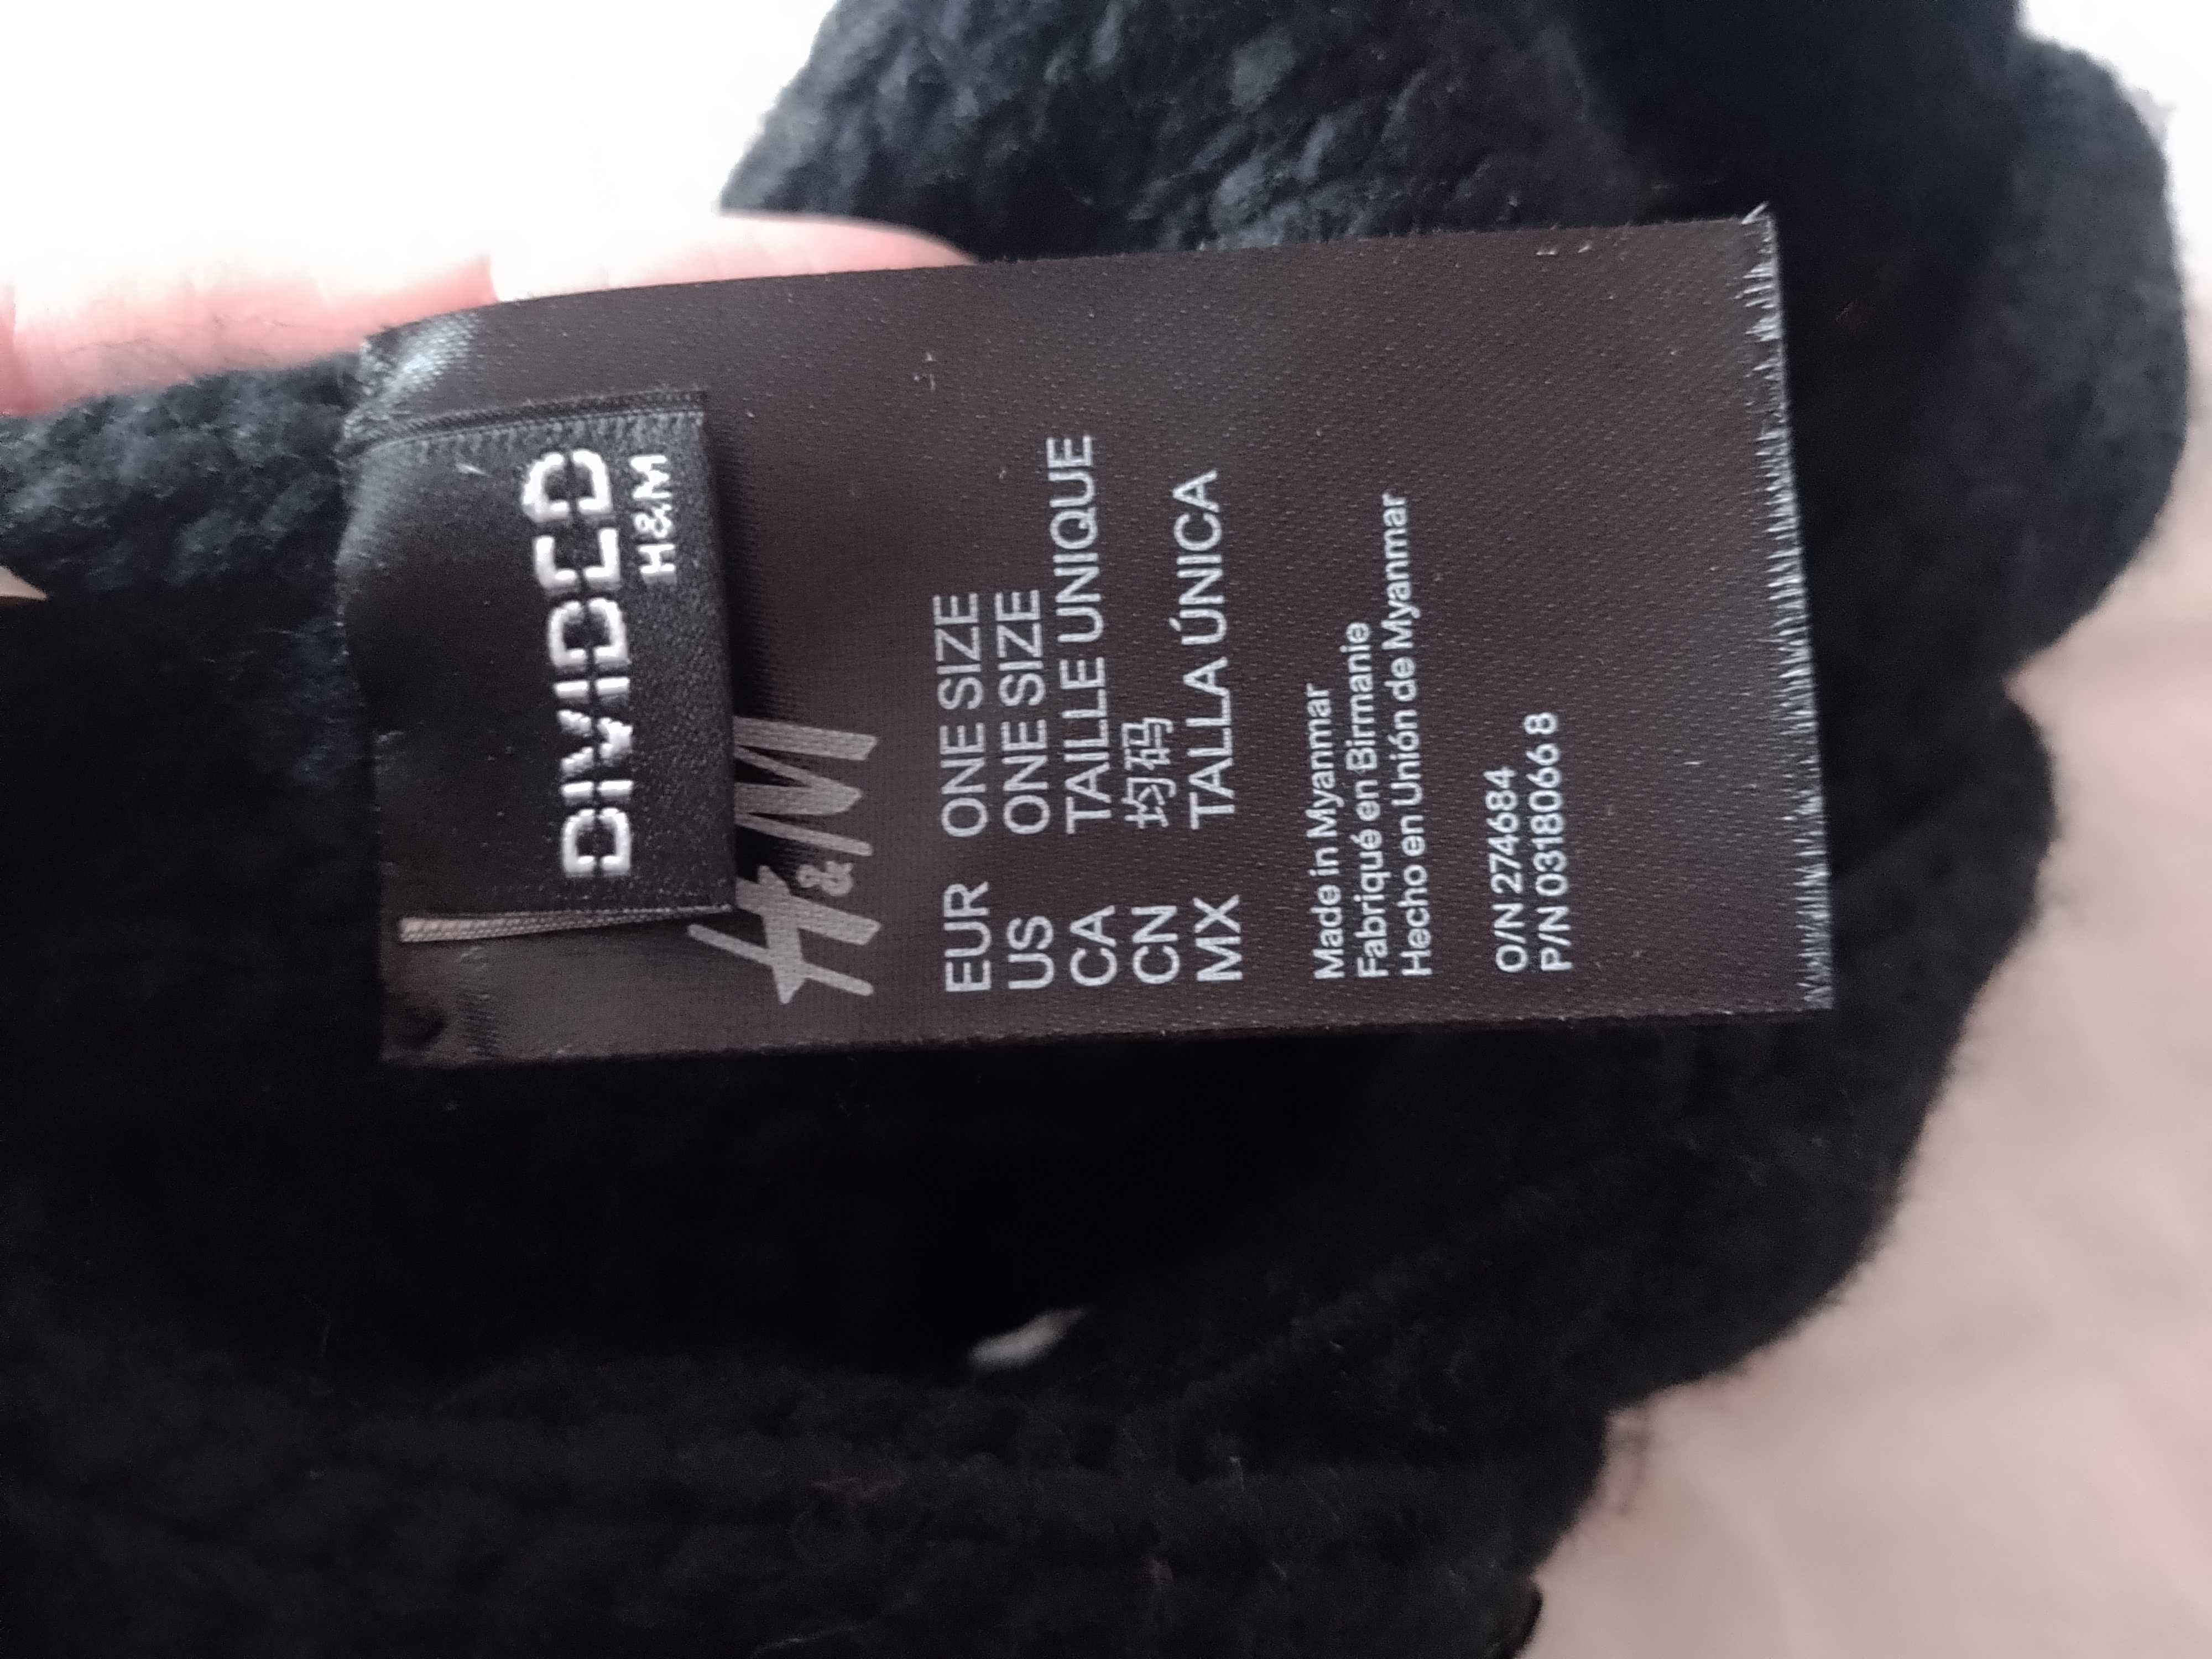 DIVIDED
H&M
H&M
EUR ONE SIZE
US ONE SIZE
CA TAILLE UNIQUE
CN 均码
MX TALLA ÚNICA
Made in Myanmar
Fabriqué en Birmanie
Hecho en Unión de Myanmar
O/N 274684
P/N 0318066 8